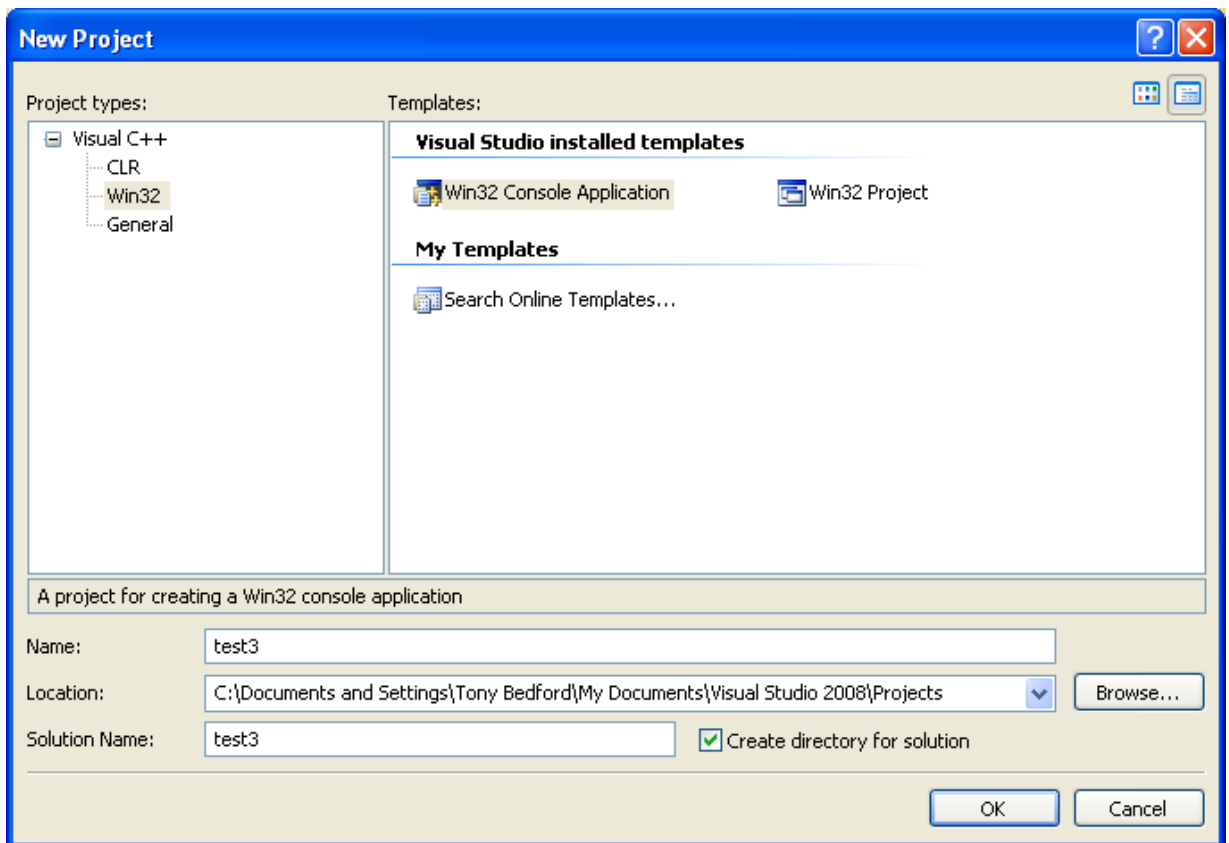 New Project
Project types:
Templates:
Visual C++
CLR
Win32
General
Visual Studio installed templates
Win32 Console Application
Win32 Project
My Templates
Search Online Templates...
A project for creating a Win32 console application
Name:
test3
Location:
C:\Documents and Settings\Tony Bedford\My Documents\Visual Studio 2008\Projects
Browse...
Solution Name:
test3
Create directory for solution
OK
Cancel